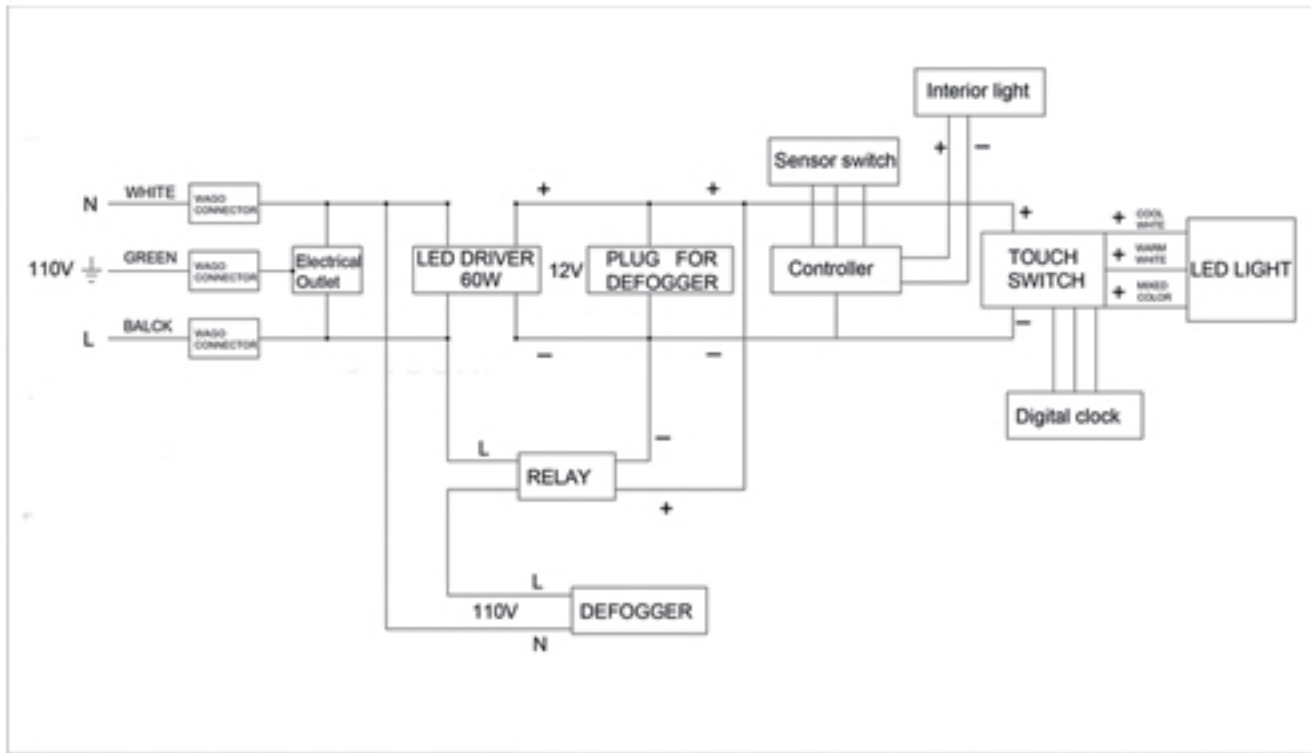 Interior light
+ −
Sensor switch
N WHITE WAGO CONNECTOR
+ +
+ + COOL WHITE
110V GREEN WAGO CONNECTOR
Electrical Outlet
LED DRIVER 60W
12V
PLUG FOR DEFOGGER
Controller
TOUCH SWITCH
+ WARM WHITE
LED LIGHT
+ MIXED COLOR
L BALCK WAGO CONNECTOR
− −
−
Digital clock
L
−
RELAY
+
L
110V
DEFOGGER
N